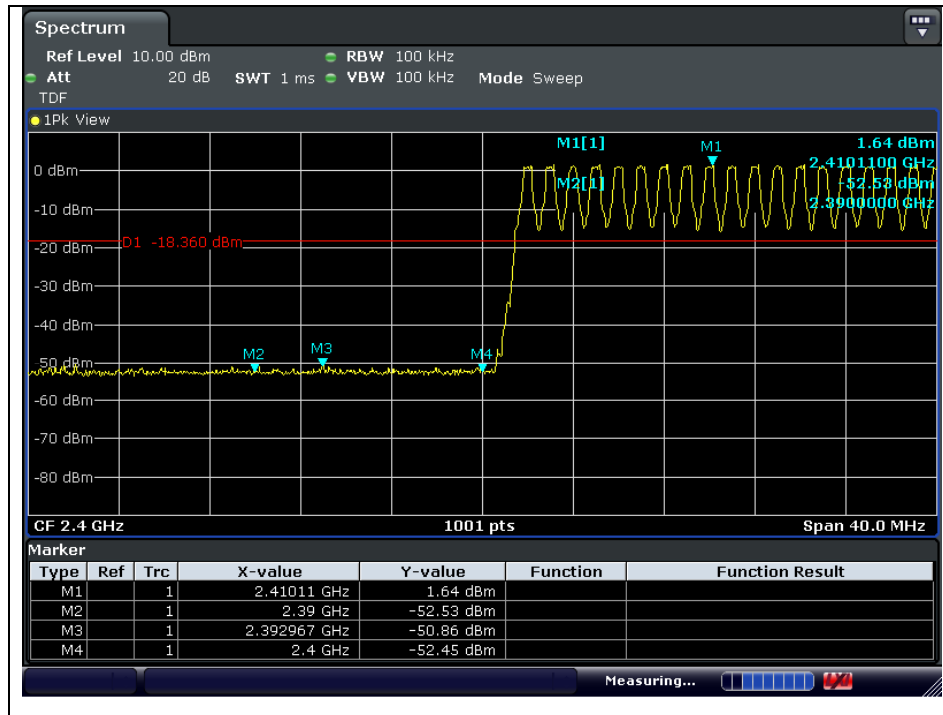 Spectrum
Ref Level 10.00 dBm RBW 100 kHz
Att 20 dB SWT 1 ms VBW 100 kHz Mode Sweep
TDF
1Pk View
M1[1] 1.64 dBm
2.4101100 GHz
M2[1] -52.53 dBm
2.3900000 GHz
M1
0 dBm
-10 dBm
D1 -18.360 dBm
-20 dBm
-30 dBm
-40 dBm
M2 M3 M4
-50 dBm
-60 dBm
-70 dBm
-80 dBm
CF 2.4 GHz 1001 pts Span 40.0 MHz
Marker
Type Ref Trc X-value Y-value Function Function Result
M1 1 2.41011 GHz 1.64 dBm
M2 1 2.39 GHz -52.53 dBm
M3 1 2.392967 GHz -50.86 dBm
M4 1 2.4 GHz -52.45 dBm
Measuring...